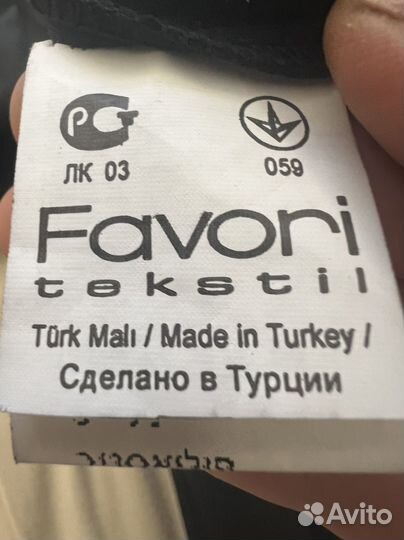 РСТ
ЛК 03 059
Favori
tekstil
Türk Malı / Made in Turkey /
Сделано в Турции
Avito